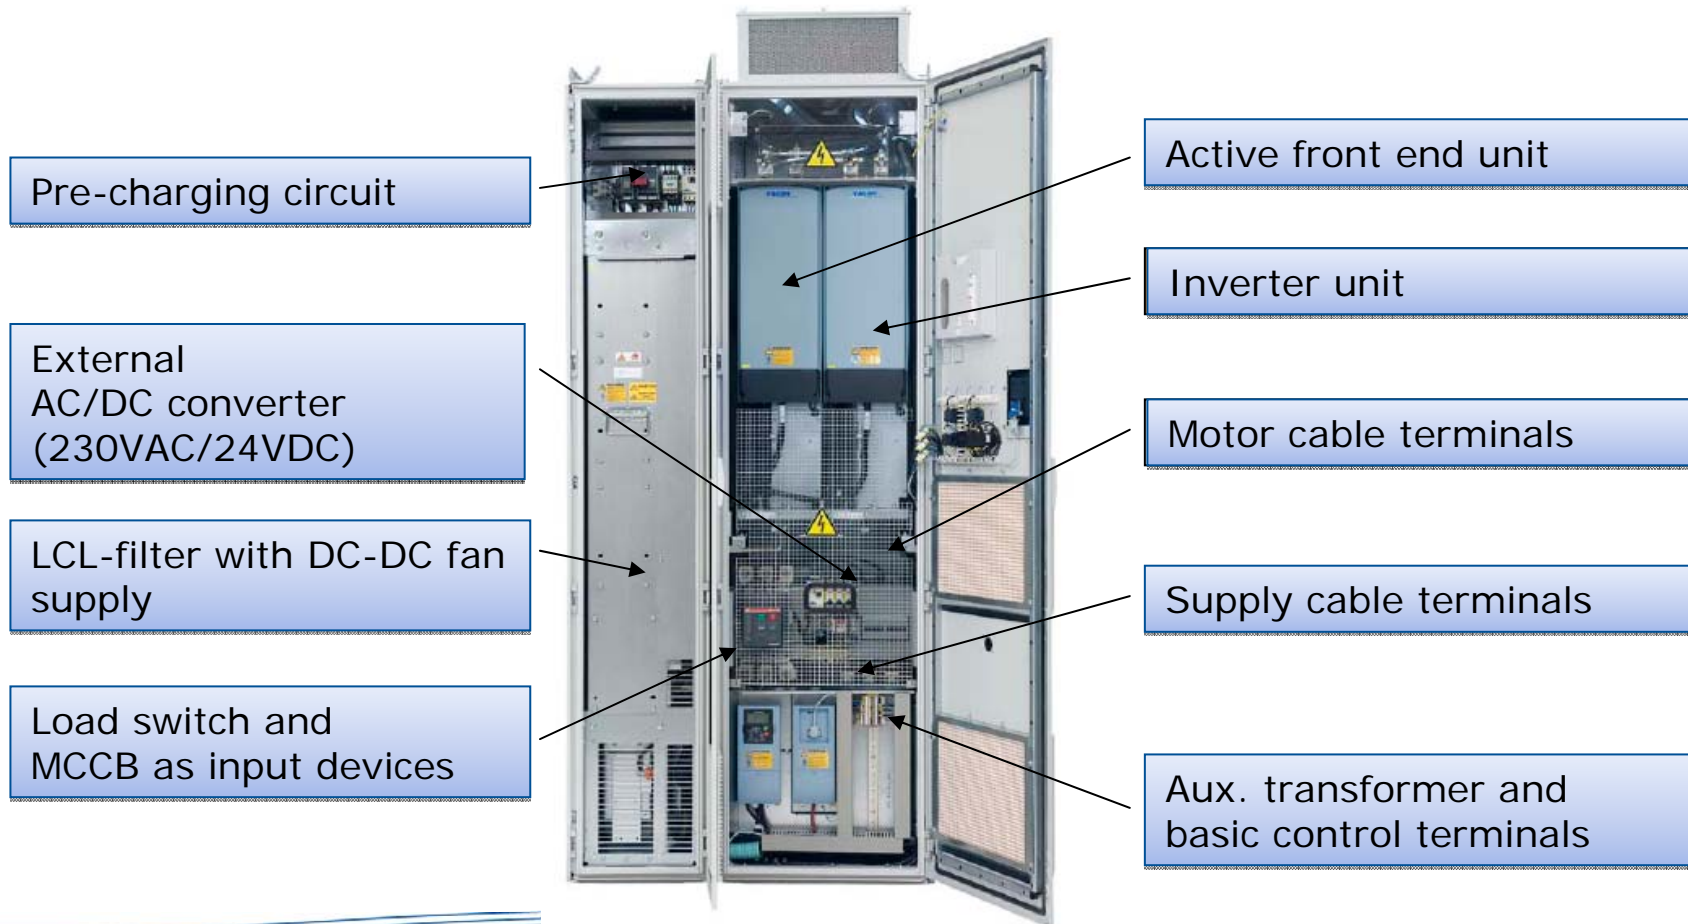 Pre-charging circuit
External
AC/DC converter
(230VAC/24VDC)
LCL-filter with DC-DC fan
supply
Load switch and
MCCB as input devices
Active front end unit
Inverter unit
Motor cable terminals
Supply cable terminals
Aux. transformer and
basic control terminals